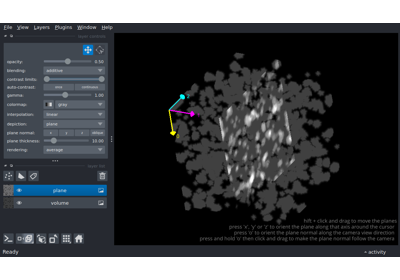 File View Layers Plugins Window Help
layer controls
opacity: 0.50
blending: additive
contrast limits:
auto-contrast: once continuous
gamma: 1.00
colormap: gray
interpolation: linear
depiction: plane
plane normal: z y x oblique
plane thickness: 10.00
rendering: average
layer list
plane
volume
hift + click and drag to move the planes
press 'x', 'y' or 'z' to orient the plane along that axis around the cursor
press 'o' to orient the plane normal along the camera view direction
press and hold 'o' then click and drag to make the plane normal follow the camera
Ready
activity